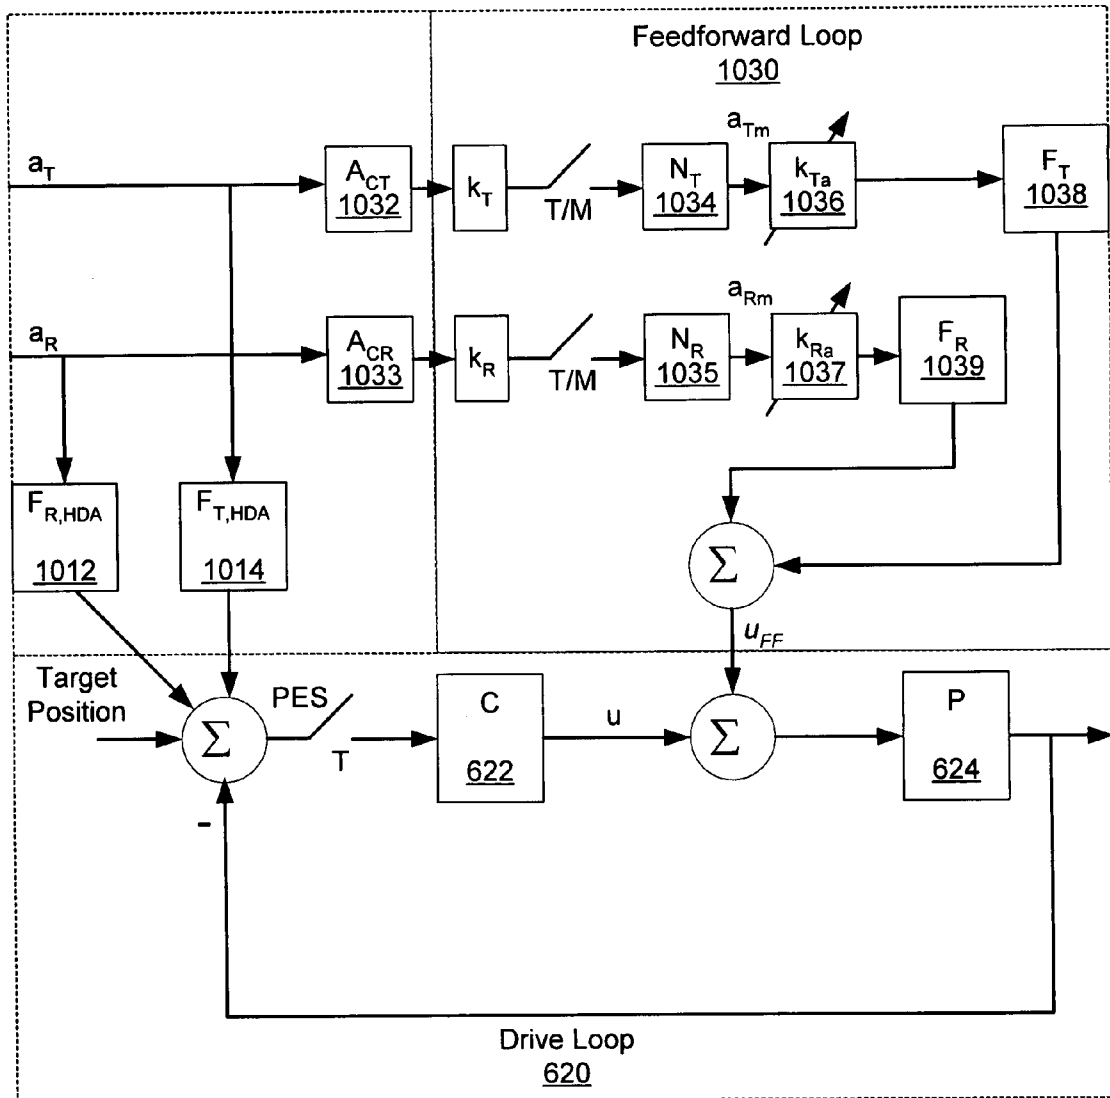 Feedforward Loop
1030
a_T
A_CT
1032
k_T
T/M
N_T
1034
a_Tm
k_Ta
1036
F_T
1038
a_R
A_CR
1033
k_R
T/M
N_R
1035
a_Rm
k_Ra
1037
F_R
1039
F_R,HDA
1012
F_T,HDA
1014
Σ
u_FF
Target
Position
Σ
PES
T
C
622
u
Σ
P
624
-
Drive Loop
620